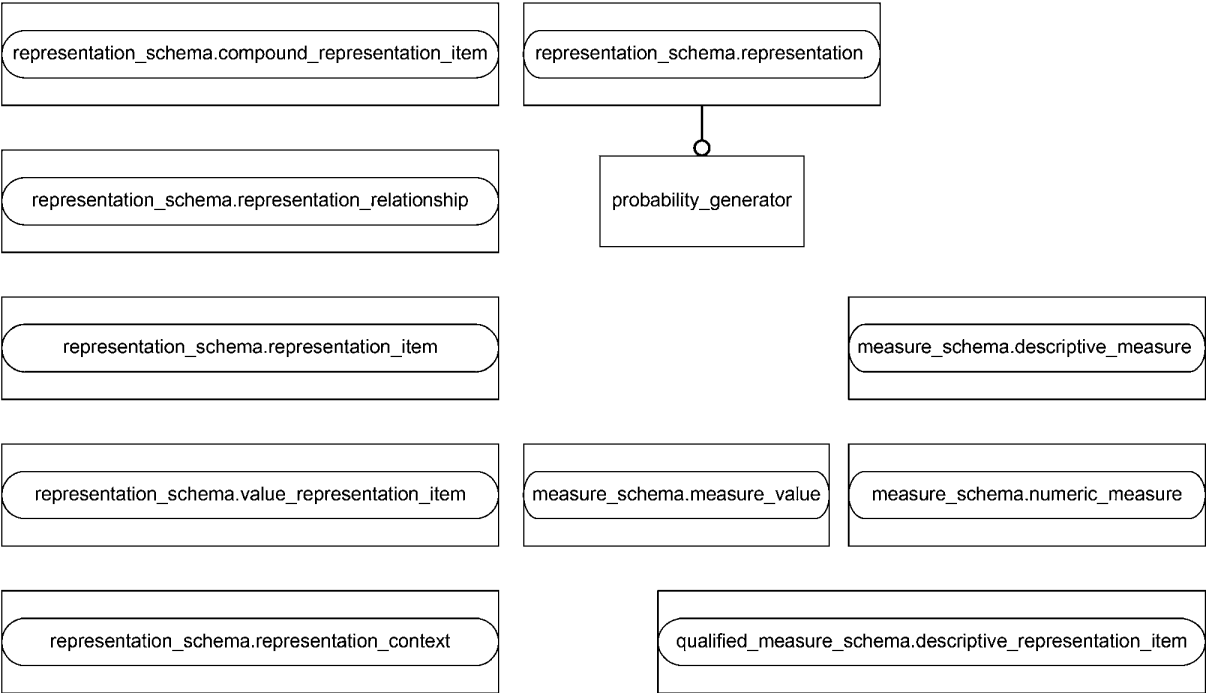 representation_schema.compound_representation_item
representation_schema.representation
representation_schema.representation_relationship
probability_generator
representation_schema.representation_item
measure_schema.descriptive_measure
representation_schema.value_representation_item
measure_schema.measure_value
measure_schema.numeric_measure
representation_schema.representation_context
qualified_measure_schema.descriptive_representation_item